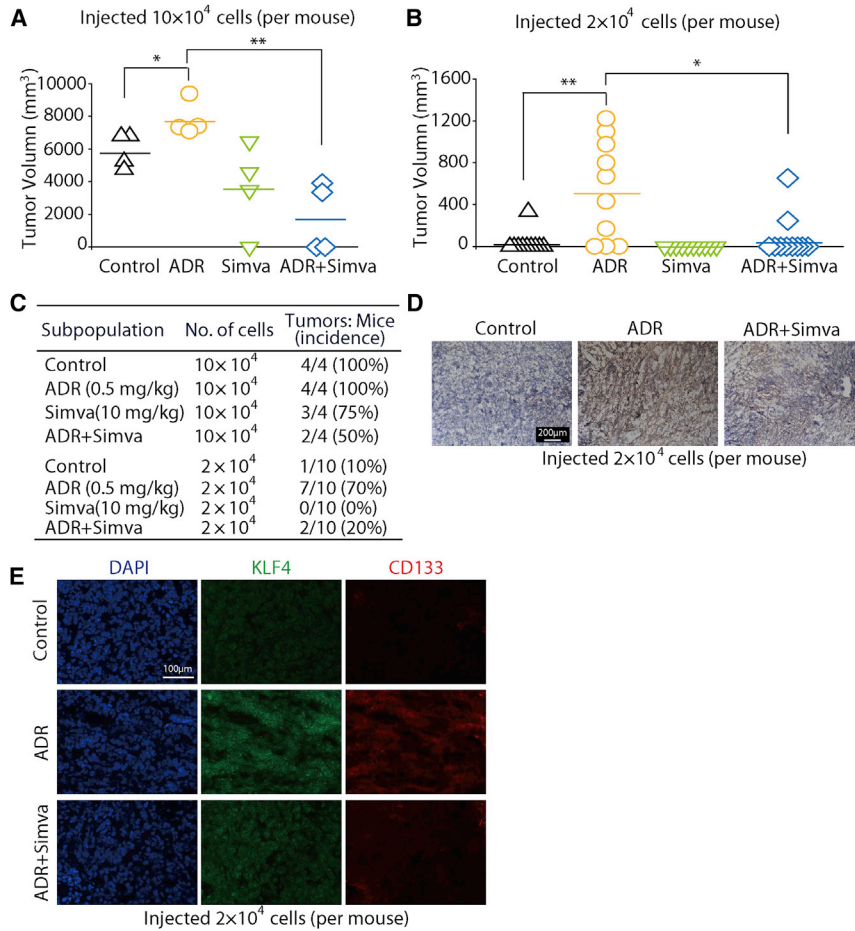 A
Injected 10×10⁴ cells (per mouse)
Tumor Volumn (mm³)
10000
8000
6000
4000
2000
0
*
**
Control ADR Simva ADR+Simva
B
Injected 2×10⁴ cells (per mouse)
Tumor Volumn (mm³)
1600
1200
800
400
0
**
*
Control ADR Simva ADR+Simva
C
Subpopulation No. of cells Tumors: Mice
(incidence)
Control 10×10⁴ 4/4 (100%)
ADR (0.5 mg/kg) 10×10⁴ 4/4 (100%)
Simva(10 mg/kg) 10×10⁴ 3/4 (75%)
ADR+Simva 10×10⁴ 2/4 (50%)
Control 2×10⁴ 1/10 (10%)
ADR (0.5 mg/kg) 2×10⁴ 7/10 (70%)
Simva(10 mg/kg) 2×10⁴ 0/10 (0%)
ADR+Simva 2×10⁴ 2/10 (20%)
D
Control ADR ADR+Simva
200μm
Injected 2×10⁴ cells (per mouse)
E
DAPI KLF4 CD133
Control
100μm
ADR
ADR+Simva
Injected 2×10⁴ cells (per mouse)